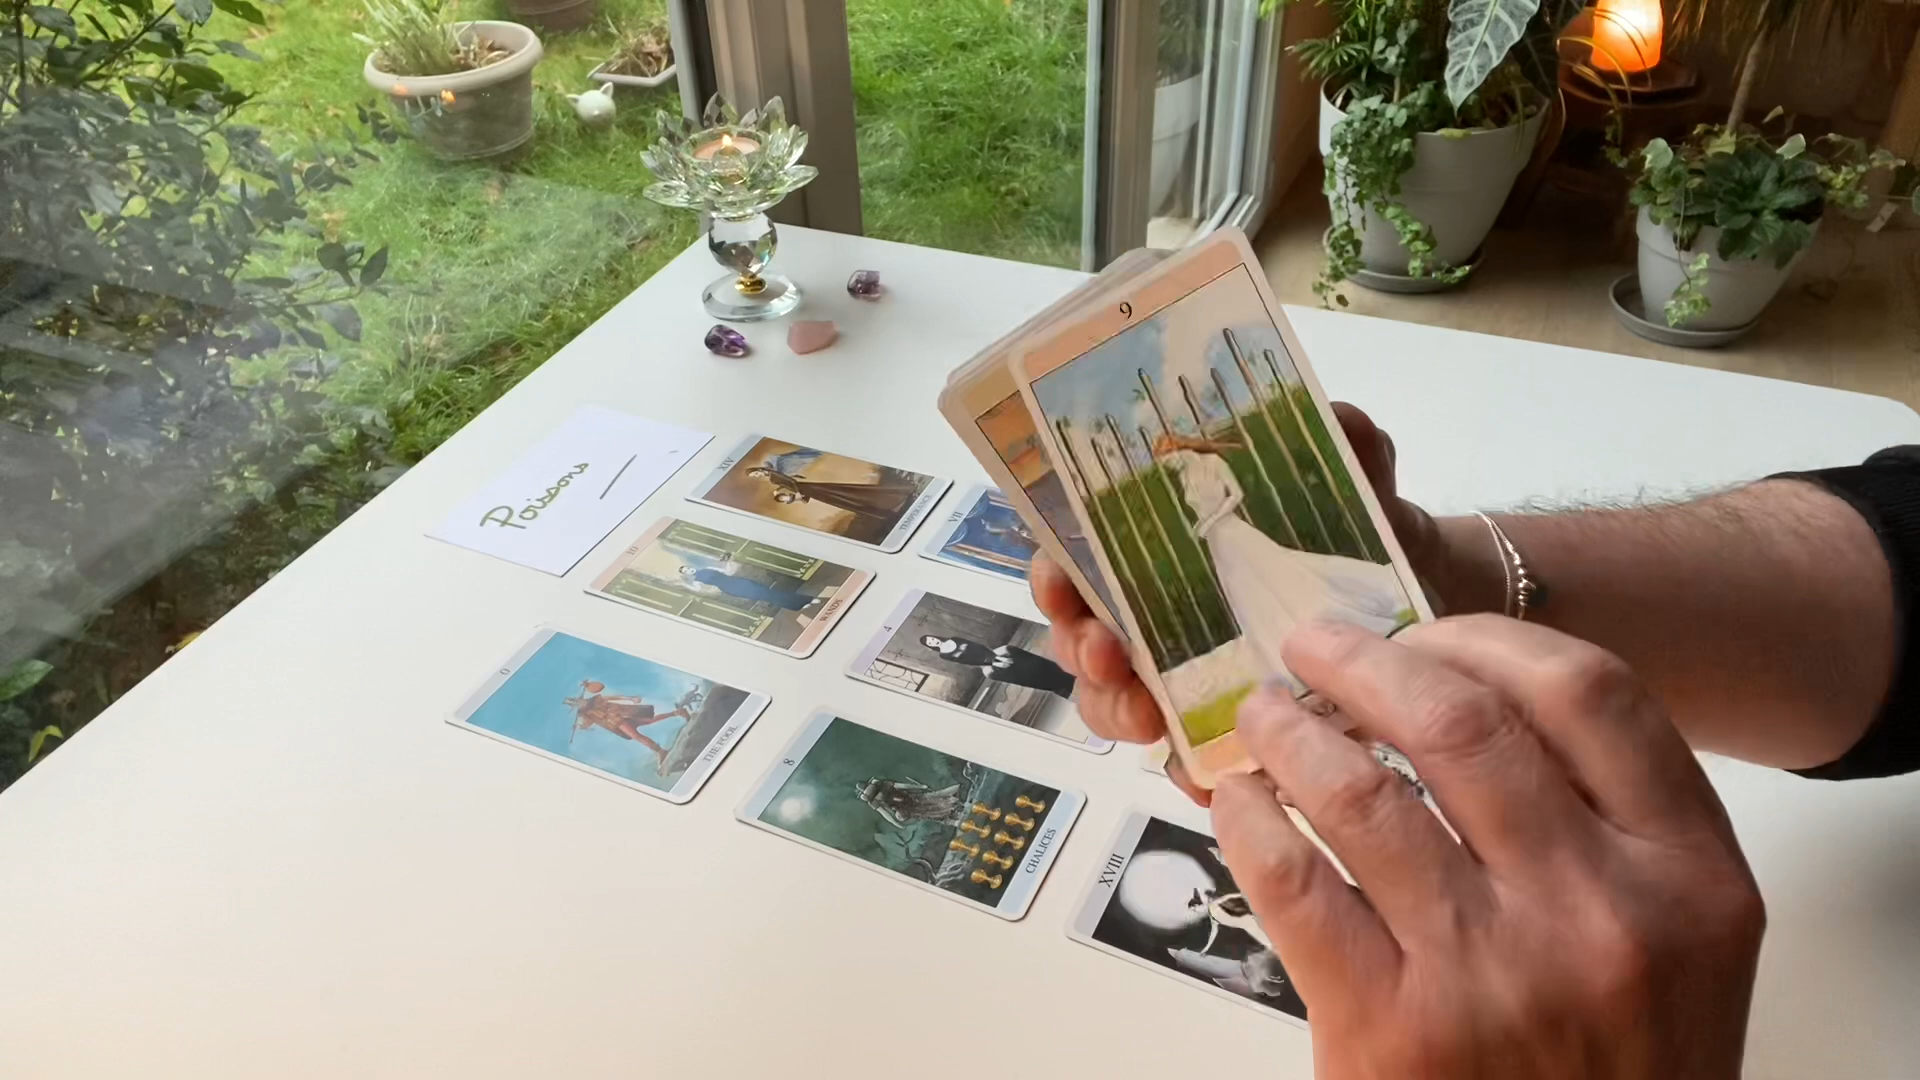 Poissons
XIV
TEMPERANCE
VII
10
WANDS
4
0
THE FOOL
8
CHALICES
XVIII
9